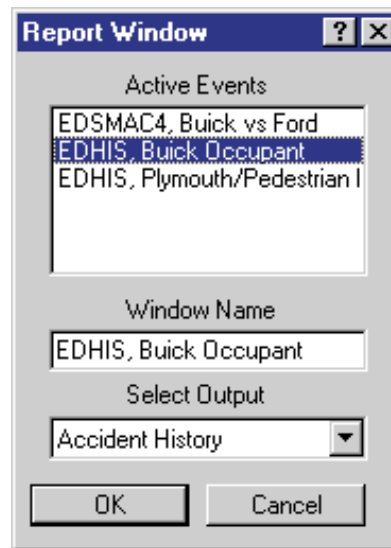 Report Window
Active Events
EDSMAC4, Buick vs Ford
EDHIS, Buick Occupant
EDHIS, Plymouth/Pedestrian I
Window Name
EDHIS, Buick Occupant
Select Output
Accident History
OK Cancel